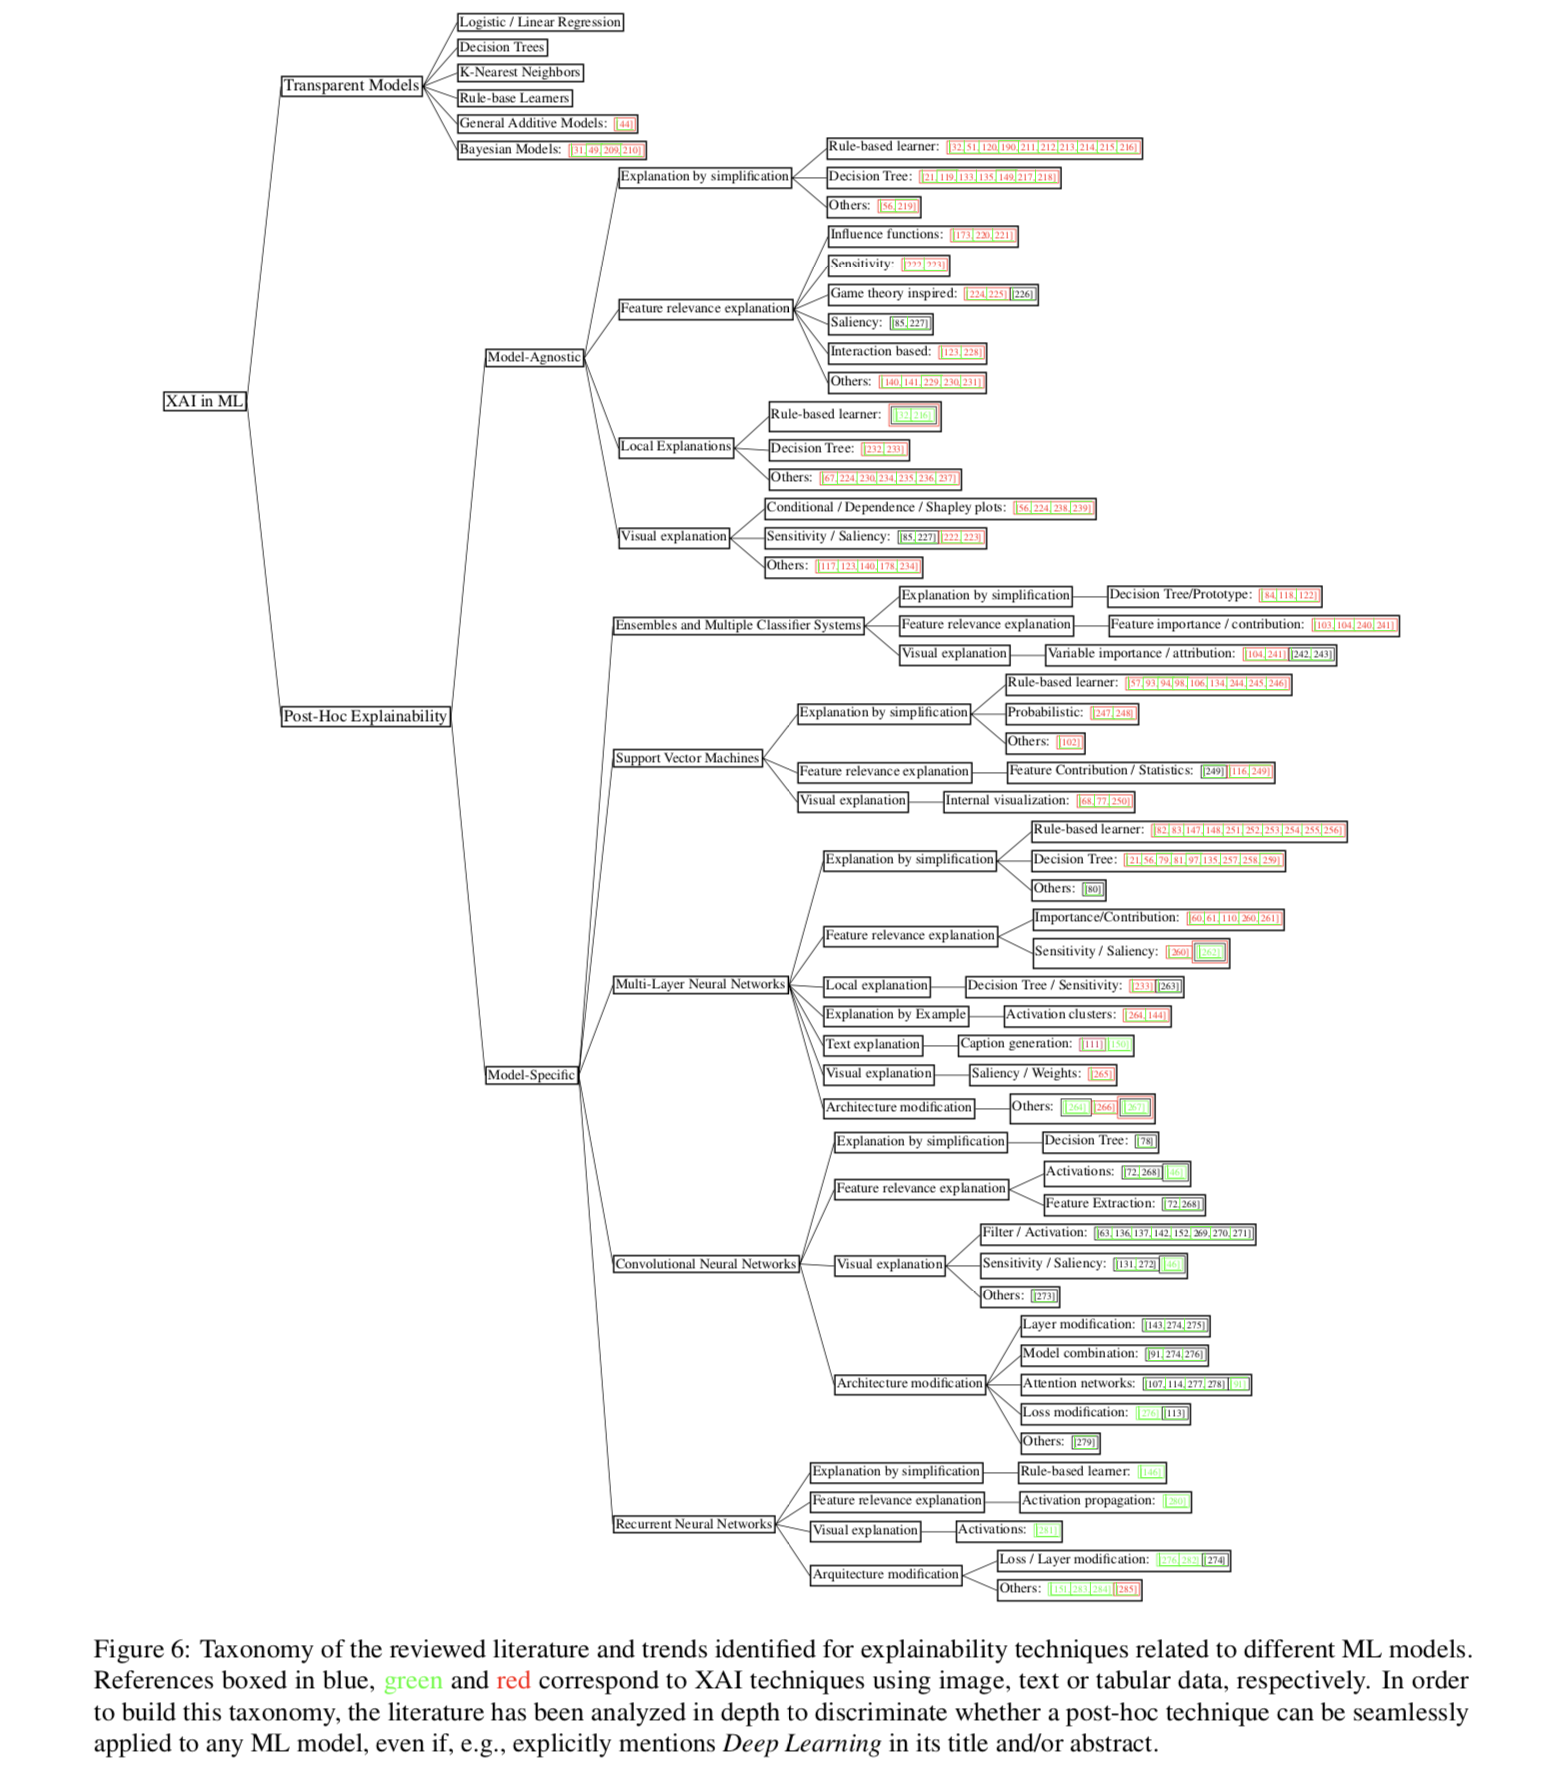 Logistic / Linear Regression
Decision Trees
K-Nearest Neighbors
Transparent Models
Rule-base Learners
General Additive Models: [44]
Bayesian Models: [31, 49, 209, 210]
Rule-based learner: [32, 51, 120, 190, 211, 212, 213, 214, 215, 216]
Explanation by simplification
Decision Tree: [21, 119, 133, 135, 149, 217, 218]
Others: [56, 219]
Influence functions: [173, 220, 221]
Sensitivity: [222, 223]
Game theory inspired: [224, 225] [226]
Feature relevance explanation
Saliency: [85, 227]
Interaction based: [123, 228]
Model-Agnostic
Others: [140, 141, 229, 230, 231]
XAI in ML
Rule-based learner: [32, 216]
Local Explanations
Decision Tree: [232, 233]
Others: [67, 224, 230, 234, 235, 236, 237]
Conditional / Dependence / Shapley plots: [56, 224, 238, 239]
Visual explanation
Sensitivity / Saliency: [85, 227] [222, 223]
Others: [117, 123, 140, 178, 234]
Explanation by simplification
Decision Tree/Prototype: [84, 118, 122]
Ensembles and Multiple Classifier Systems
Feature relevance explanation
Feature importance / contribution: [103, 104, 240, 241]
Visual explanation
Variable importance / attribution: [104, 241] [242, 243]
Rule-based learner: [57, 93, 94, 98, 106, 134, 244, 245, 246]
Post-Hoc Explainability
Explanation by simplification
Probabilistic: [247, 248]
Others: [102]
Support Vector Machines
Feature relevance explanation
Feature Contribution / Statistics: [249] [116, 249]
Visual explanation
Internal visualization: [68, 77, 250]
Rule-based learner: [82, 83, 147, 148, 251, 252, 253, 254, 255, 256]
Explanation by simplification
Decision Tree: [21, 56, 79, 81, 97, 135, 257, 258, 259]
Others: [80]
Importance/Contribution: [60, 61, 110, 260, 261]
Feature relevance explanation
Sensitivity / Saliency: [260] [262]
Multi-Layer Neural Networks
Local explanation
Decision Tree / Sensitivity: [233] [263]
Explanation by Example
Activation clusters: [264, 144]
Text explanation
Caption generation: [111] [150]
Model-Specific
Visual explanation
Saliency / Weights: [265]
Architecture modification
Others: [264] [266] [267]
Explanation by simplification
Decision Tree: [78]
Activations: [72, 268] [46]
Feature relevance explanation
Feature Extraction: [72, 268]
Filter / Activation: [63, 136, 137, 142, 152, 269, 270, 271]
Convolutional Neural Networks
Visual explanation
Sensitivity / Saliency: [131, 272] [46]
Others: [273]
Layer modification: [143, 274, 275]
Model combination: [91, 274, 276]
Architecture modification
Attention networks: [107, 114, 277, 278] [91]
Loss modification: [276] [113]
Others: [279]
Explanation by simplification
Rule-based learner: [146]
Feature relevance explanation
Activation propagation: [280]
Recurrent Neural Networks
Visual explanation
Activations: [281]
Loss / Layer modification: [276, 282] [274]
Arquitecture modification
Others: [151, 283, 284] [285]
Figure 6: Taxonomy of the reviewed literature and trends identified for explainability techniques related to different ML models.
References boxed in blue, green and red correspond to XAI techniques using image, text or tabular data, respectively. In order
to build this taxonomy, the literature has been analyzed in depth to discriminate whether a post-hoc technique can be seamlessly
applied to any ML model, even if, e.g., explicitly mentions Deep Learning in its title and/or abstract.